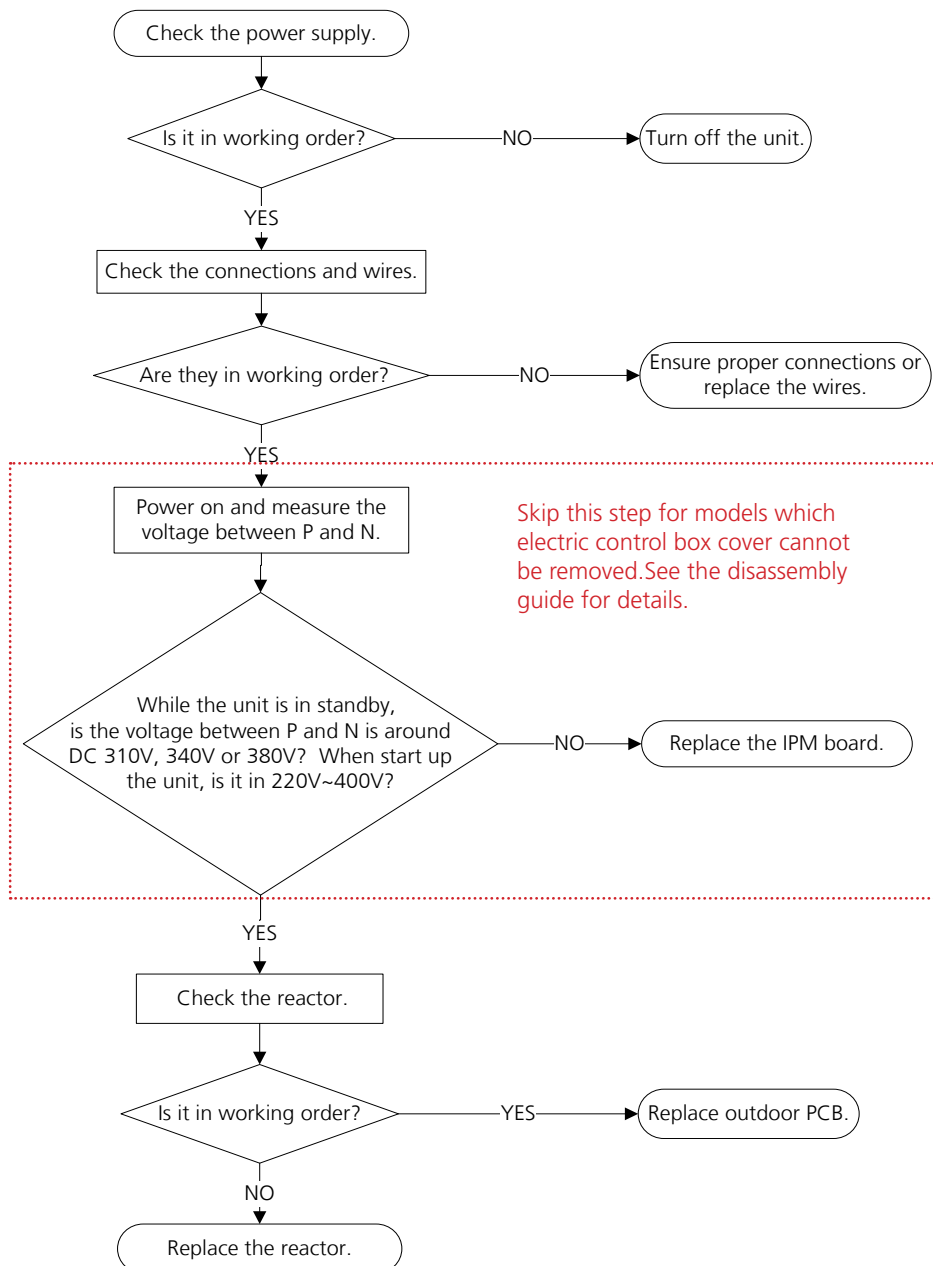 Check the power supply.
Is it in working order?
NO
Turn off the unit.
YES
Check the connections and wires.
Are they in working order?
NO
Ensure proper connections or
replace the wires.
YES
Power on and measure the
voltage between P and N.
Skip this step for models which
electric control box cover cannot
be removed.See the disassembly
guide for details.
While the unit is in standby,
is the voltage between P and N is around
DC 310V, 340V or 380V? When start up
the unit, is it in 220V~400V?
NO
Replace the IPM board.
YES
Check the reactor.
Is it in working order?
YES
Replace outdoor PCB.
NO
Replace the reactor.